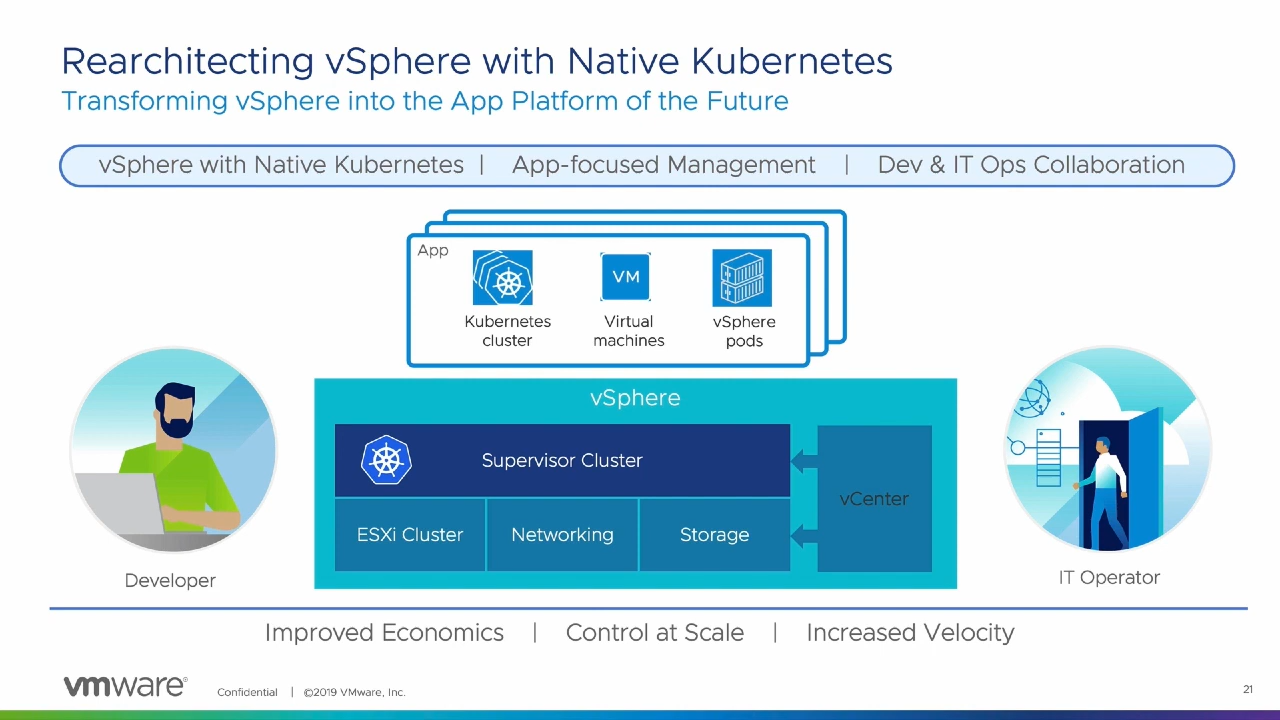 Rearchitecting vSphere with Native Kubernetes
Transforming vSphere into the App Platform of the Future
vSphere with Native Kubernetes | App-focused Management | Dev & IT Ops Collaboration
App
VM
Kubernetes
cluster
Virtual
machines
vSphere
pods
vSphere
Supervisor Cluster
vCenter
ESXi Cluster
Networking
Storage
Developer
IT Operator
Improved Economics | Control at Scale | Increased Velocity
vmware®
Confidential | ©2019 VMware, Inc.
21